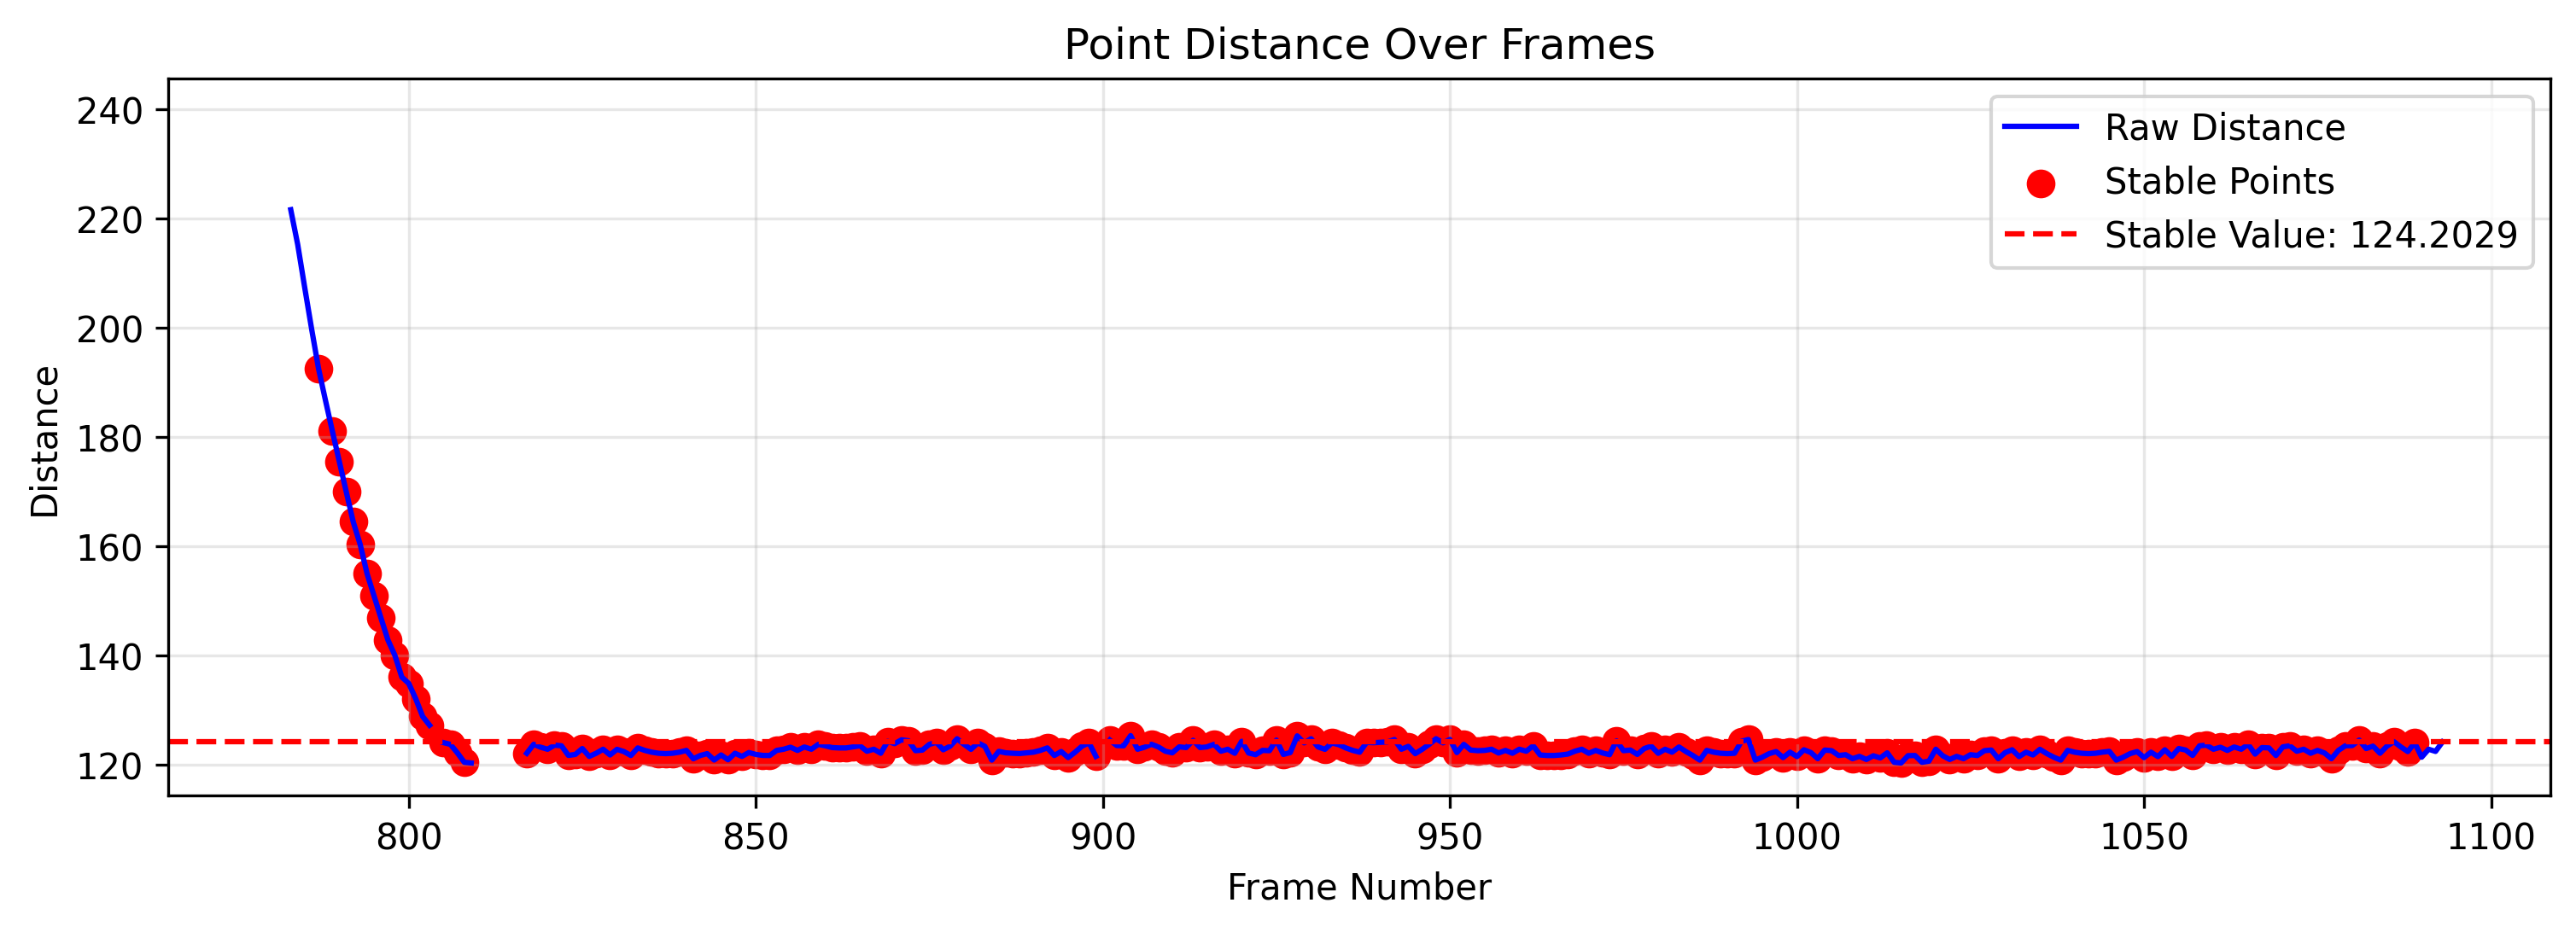 Point Distance Over Frames
240
220
200
180
160
140
120
Distance
Raw Distance
Stable Points
Stable Value: 124.2029
800
850
900
950
1000
1050
1100
Frame Number